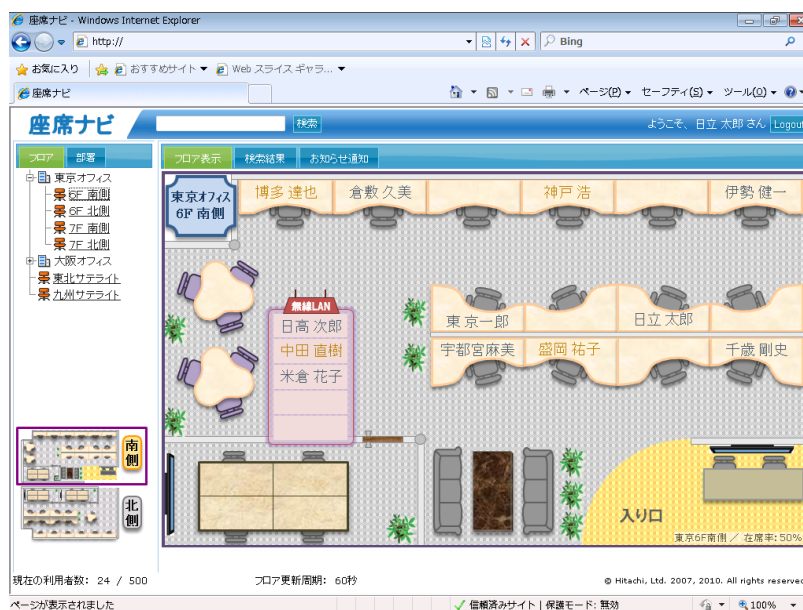 座席ナビ - Windows Internet Explorer
http://
Bing
お気に入り
おすすめサイト ▼
Web スライス ギャラ... ▼
座席ナビ
ページ(P) ▼ セーフティ(S) ▼ ツール(O) ▼
座席ナビ
検索
ようこそ、日立 太郎 さん
Logout
フロア 部署
フロア表示 検索結果 お知らせ通知
東京オフィス
6F 南側
6F 北側
7F 南側
7F 北側
大阪オフィス
東北サテライト
九州サテライト
東京オフィス
6F 南側
博多 達也 倉敷 久美 神戸 浩 伊勢 健一
無線LAN
日高 次郎
中田 直樹
米倉 花子
東 京一郎 日立 太郎
宇都宮麻美 盛岡 祐子 千歳 剛史
南側
北側
入り口
東京6F南側 / 在席率:50%
現在の利用者数: 24 / 500
フロア更新周期: 60秒
© Hitachi, Ltd. 2007, 2010. All rights reserved
ページが表示されました
信頼済みサイト | 保護モード: 無効
100%